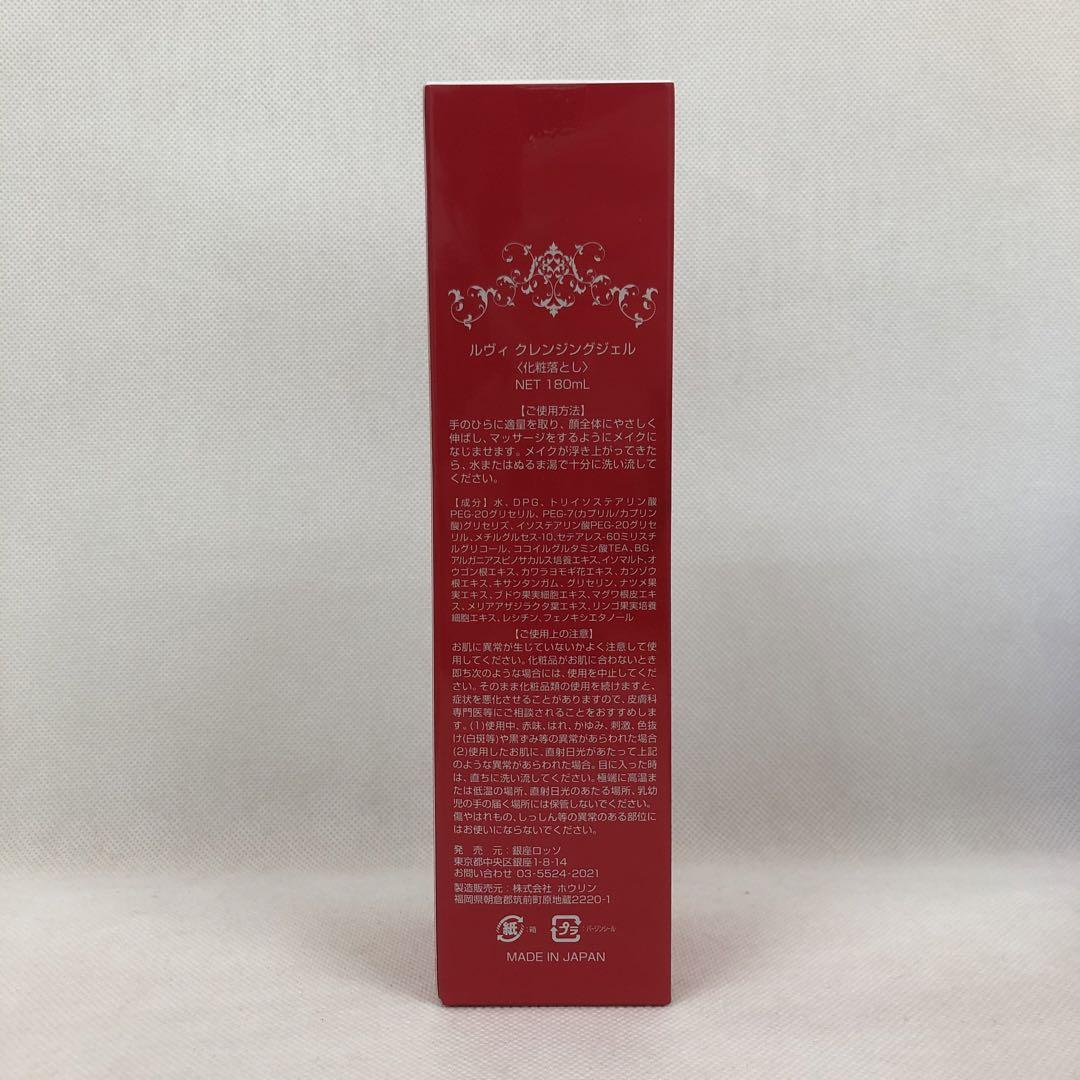 ルヴィ クレンジングジェル
〈化粧落とし〉
NET 180mL
【ご使用方法】
手のひらに適量を取り、顔全体にやさしく
伸ばし、マッサージをするようにメイクに
なじませます。メイクが浮き上がってきた
ら、水またはぬるま湯で十分に洗い流して
ください。
【成分】水、DPG、トリイソステアリン酸
PEG-20グリセリル、PEG-7(カプリル/カプリン
酸)グリセリズ、イソステアリン酸PEG-20グリセ
リル、メチルグルセス-10、セテアレス-60ミリスチ
ルグリコール、ココイルグルタミン酸TEA、BG、
アルガニアスピノサカルス培養エキス、イソマルト、オ
ウゴン根エキス、カワラヨモギ花エキス、カンゾウ
根エキス、キサンタンガム、グリセリン、ナツメ果
実エキス、ブドウ果実細胞エキス、マグワ根皮エキ
ス、メリアアザジラクタ葉エキス、リンゴ果実培養
細胞エキス、レシチン、フェノキシエタノール
【ご使用上の注意】
お肌に異常が生じていないかよく注意して使
用してください。化粧品がお肌に合わないとき
即ち次のような場合には、使用を中止してくだ
さい。そのまま化粧品類の使用を続けますと、
症状を悪化させることがありますので、皮膚科
専門医等にご相談されることをおすすめしま
す。(1)使用中、赤味、はれ、かゆみ、刺激、色抜
け(白斑等)や黒ずみ等の異常があらわれた場合
(2)使用したお肌に、直射日光があたって上記
のような異常があらわれた場合。目に入った時
は、直ちに洗い流してください。極端に高温ま
たは低温の場所、直射日光のあたる場所、乳幼
児の手の届く場所には保管しないでください。
傷やはれもの、しっしん等の異常のある部位に
はお使いにならないでください。
発 売 元：銀座ロッソ
東京都中央区銀座1-8-14
お問い合わせ 03-5524-2021
製造販売元：株式会社 ホウリン
福岡県朝倉郡筑前町原地蔵2220-1
紙：箱 プラ：バージンシール
MADE IN JAPAN